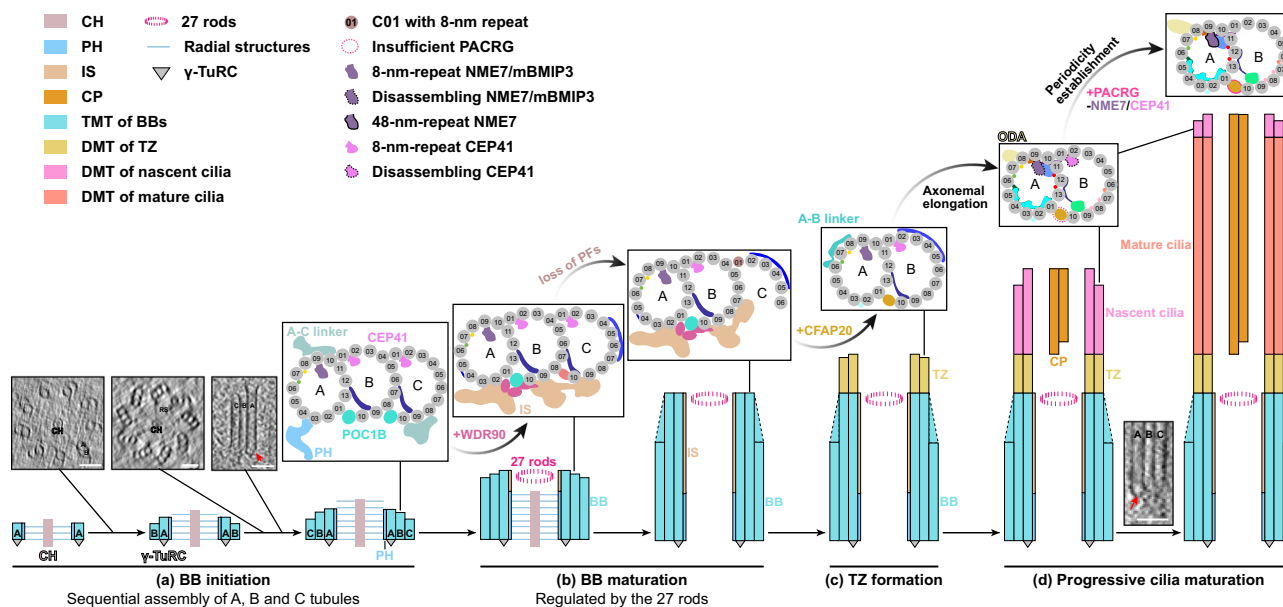 CH
PH
IS
CP
TMT of BBs
DMT of TZ
DMT of nascent cilia
DMT of mature cilia
27 rods
Radial structures
γ-TuRC
01 C01 with 8-nm repeat
Insufficient PACRG
8-nm-repeat NME7/mBMIP3
Disassembling NME7/mBMIP3
48-nm-repeat NME7
8-nm-repeat CEP41
Disassembling CEP41
Periodicity
establishment
+PACRG
-NME7/CEP41
A B
ODA
A B
Axonemal
elongation
A-B linker
A B
loss of PFs
A B C
+CFAP20
A-C linker
CEP41
A B C
POC1B
PH
A B C
IS
+WDR90
CH
A
B
RS
CH
C B A
Mature cilia
Nascent cilia
CP
TZ
TZ
27 rods
IS
BB
BB
BB
BB
A B C
A A
CH
B A A B
γ-TuRC
C B A A B C
PH
(a) BB initiation
Sequential assembly of A, B and C tubules
(b) BB maturation
Regulated by the 27 rods
(c) TZ formation
(d) Progressive cilia maturation